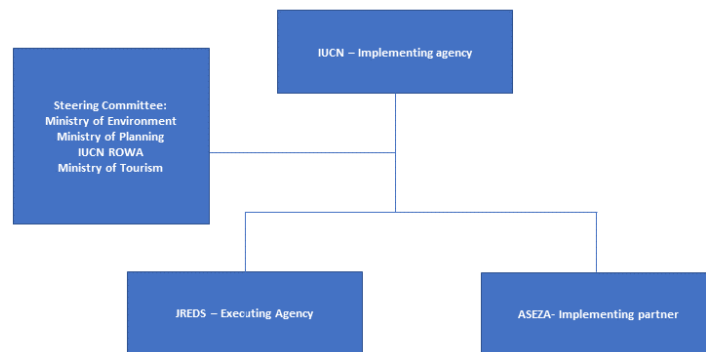 IUCN – Implementing agency
Steering Committee:
Ministry of Environment
Ministry of Planning
IUCN ROWA
Ministry of Tourism
JREDS – Executing Agency
ASEZA- Implementing partner